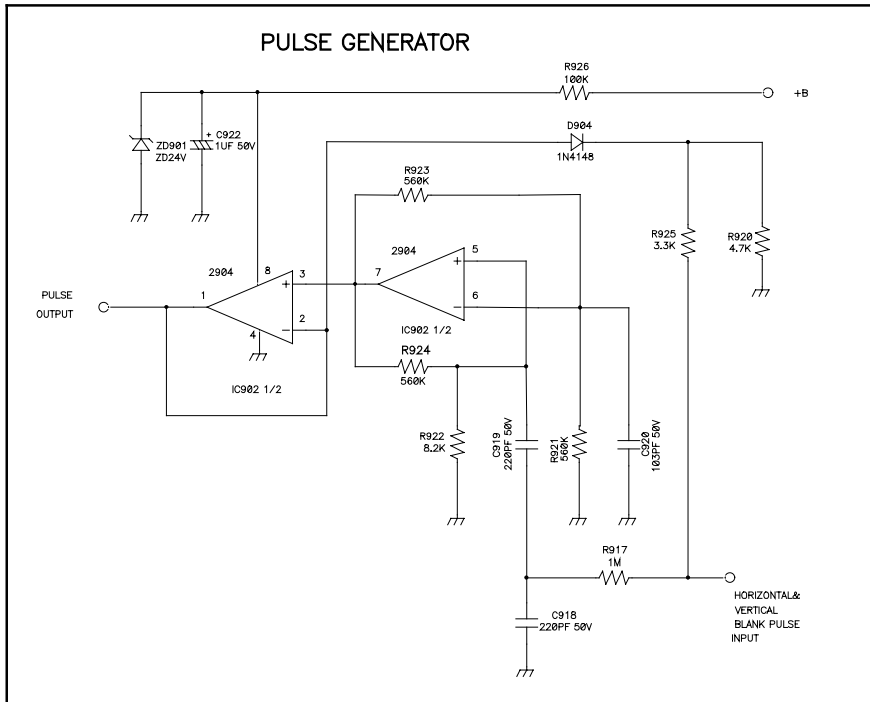 PULSE GENERATOR
R926
100K
+B
D904
1N4148
ZD901
ZD24V
+ C922
1UF 50V
R923
560K
R925
3.3K
R920
4.7K
2904
8
3
1
+
2
4
−
IC902 1/2
2904
7
5
+
6
−
IC902 1/2
PULSE
OUTPUT
R924
560K
R922
8.2K
C919
220PF 50V
R921
560K
C920
103PF 50V
R917
1M
C918
220PF 50V
HORIZONTAL&
VERTICAL
BLANK PULSE
INPUT